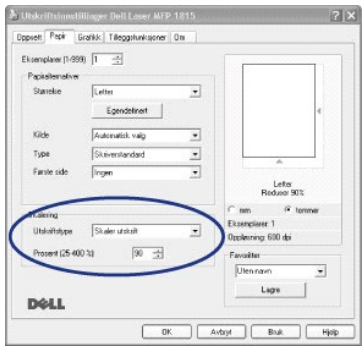 Utskriftsinnstillinger Dell Laser MFP 1815
Oppsett Papir Grafikk Tilleggsfunksjoner Om
Eksemplarer (1-999) 1
Papiralternativer
Størrelse Letter
Egendefinert
Kilde Automatisk valg
Type Skriverstandard
Første side Ingen
Letter
Reduser 90%
mm tommer
Eksemplarer: 1
Oppløsning: 600 dpi
Skalering
Utskriftstype Skaler utskrift
Prosent (25-400 %) 90
Favoritter
Uten navn
Lagre
DELL
OK Avbryt Bruk Hjelp